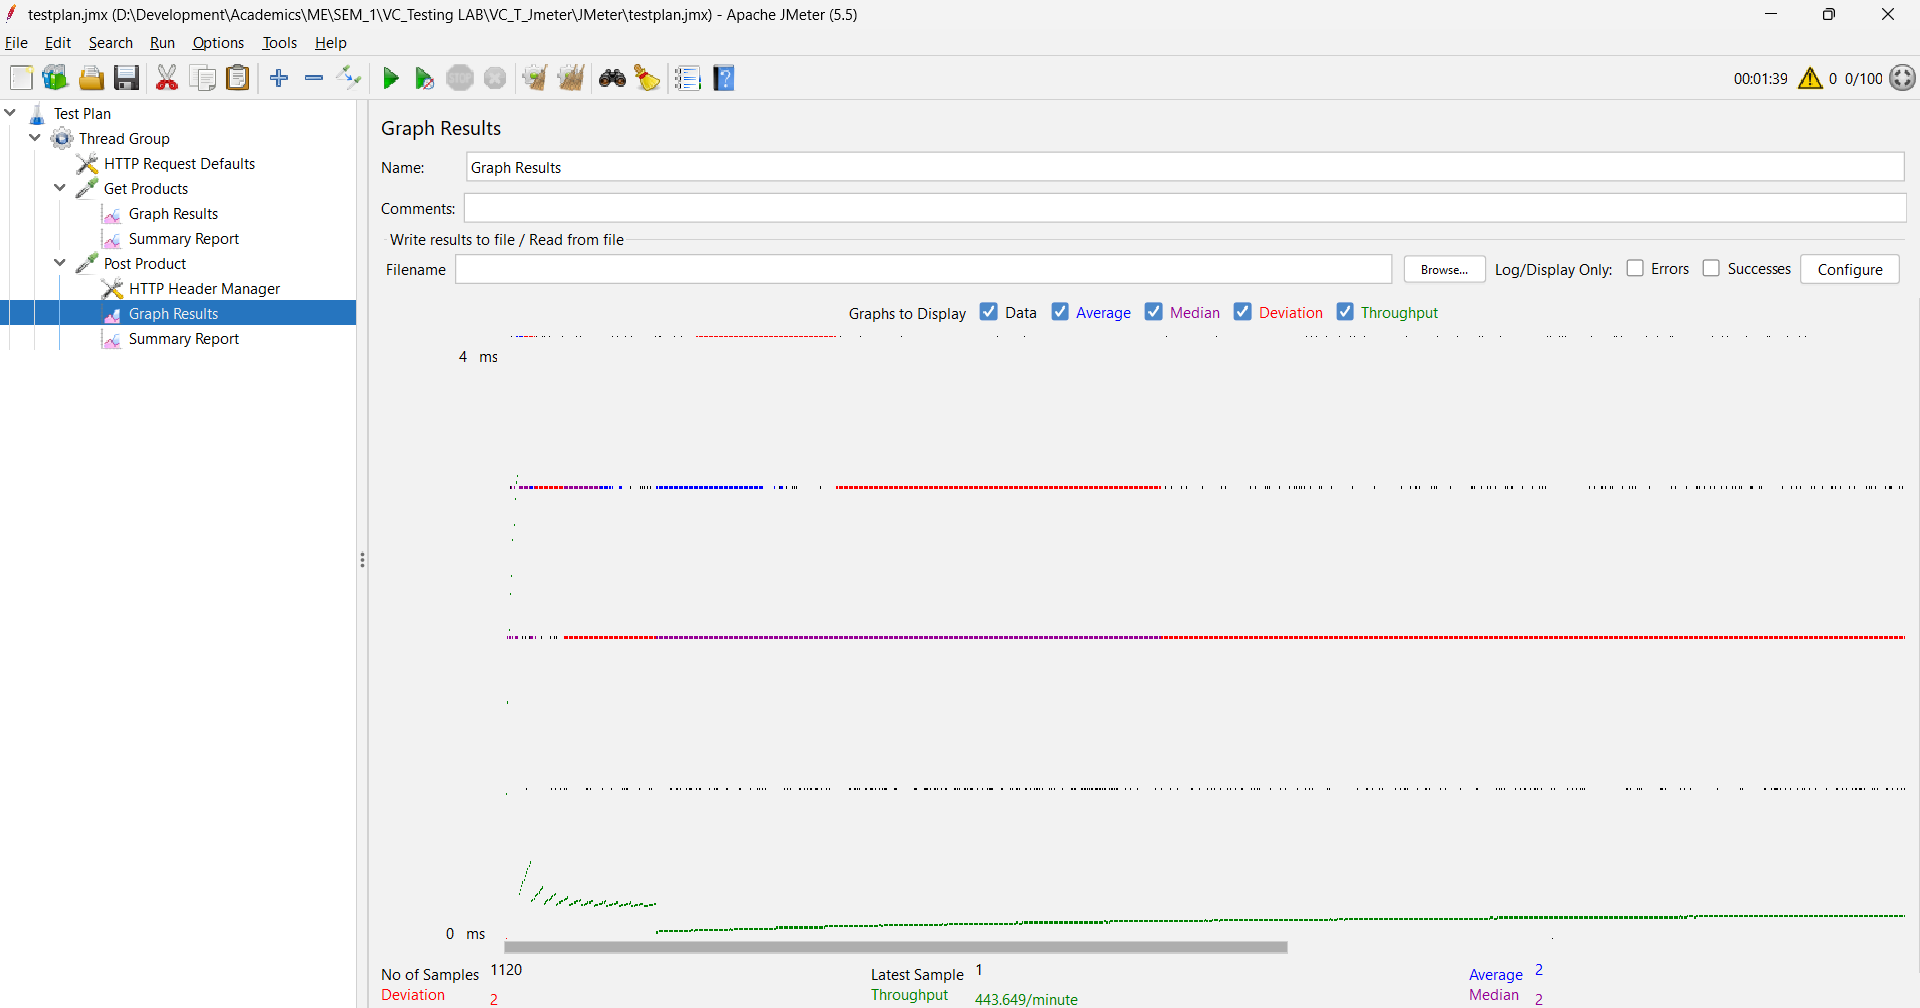 testplan.jmx (D:\Development\Academics\ME\SEM_1\VC_Testing LAB\VC_T_Jmeter\JMeter\testplan.jmx) - Apache JMeter (5.5)
File Edit Search Run Options Tools Help
STOP 00:01:39 0 0/100
Test Plan
Thread Group
HTTP Request Defaults
Get Products
Graph Results
Summary Report
Post Product
HTTP Header Manager
Graph Results
Summary Report
Graph Results
Name: Graph Results
Comments:
Write results to file / Read from file
Filename Browse... Log/Display Only: Errors Successes Configure
Graphs to Display Data Average Median Deviation Throughput
4 ms
0 ms
No of Samples 1120 Latest Sample 1 Average 2
Deviation 2 Throughput 443.649/minute Median 2